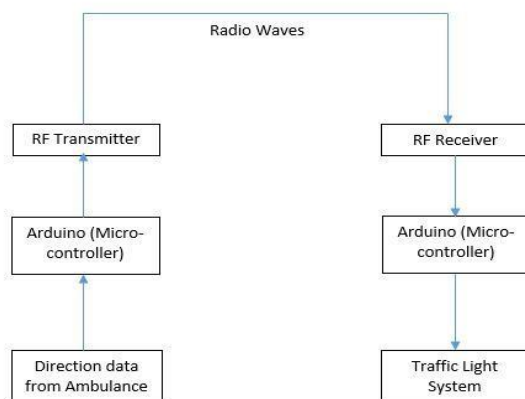 Radio Waves
RF Transmitter
RF Receiver
Arduino (Micro-
controller)
Arduino (Micro-
controller)
Direction data
from Ambulance
Traffic Light
System